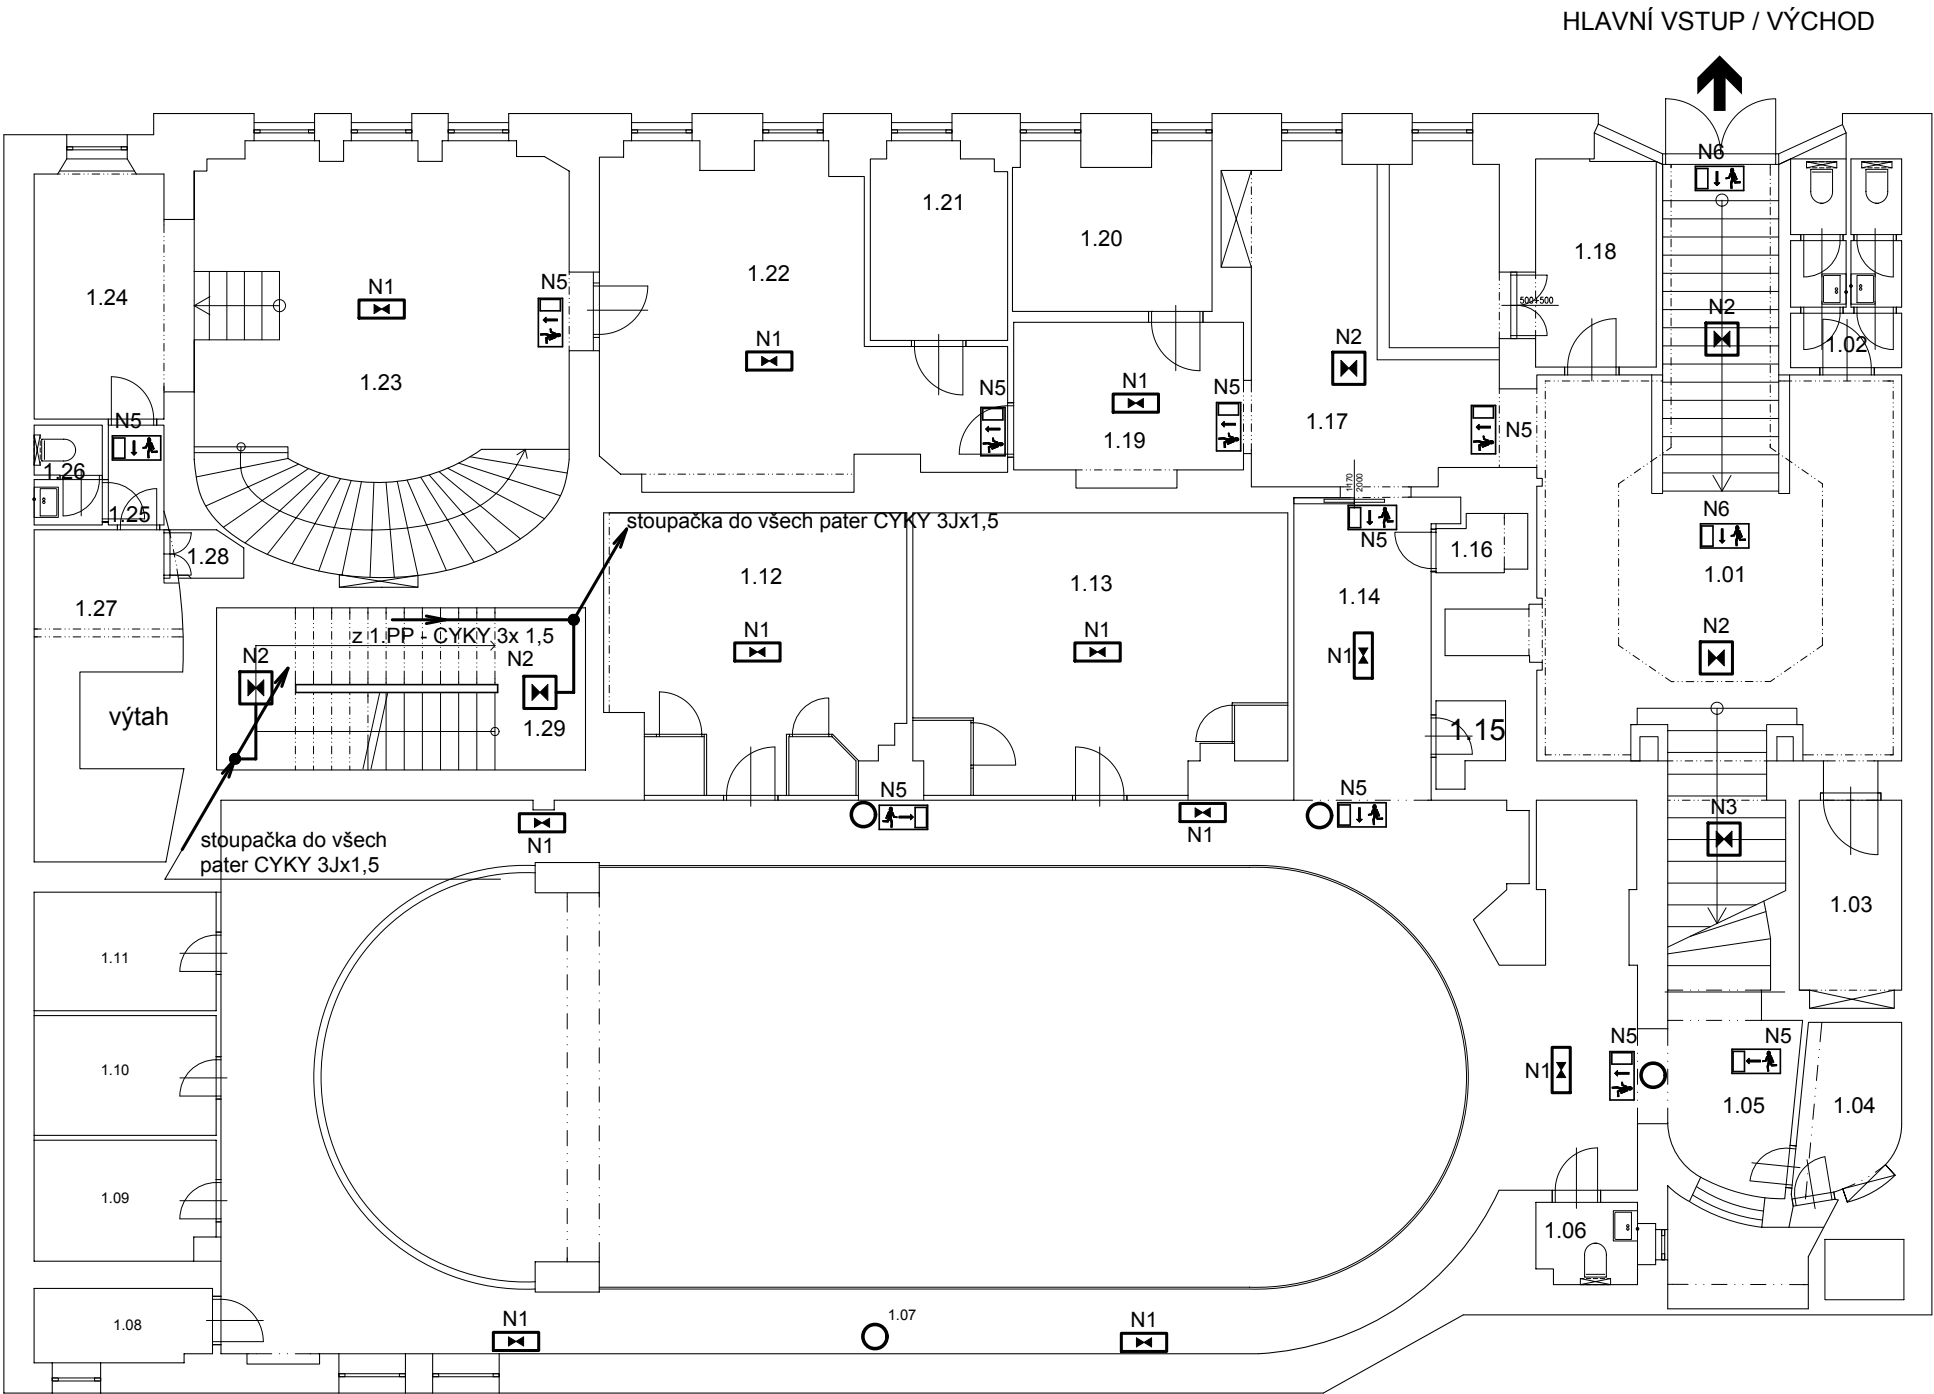 HLAVNÍ VSTUP / VÝCHOD
N6
1.21
1.20
1.18
1.22
N5
N1
1.24
500+500
N2
N2
1.02
N1
1.23
N5
N1
N5
1.19
1.17
N5
N5
1.26
1.25
1170
2000
stoupačka do všech pater CYKY 3Jx1,5
N6
N5
1.16
1.28
1.12
1.13
1.14
1.01
1.27
z 1.PP - CYKY 3x 1,5
N1
N1
N1
N2
N2
N2
výtah
1.29
1.15
N5
N5
N3
N1
N1
stoupačka do všech
pater CYKY 3Jx1,5
1.03
1.11
N5
N5
1.10
N1
1.05
1.04
1.09
1.06
1.08
N1
1.07
N1